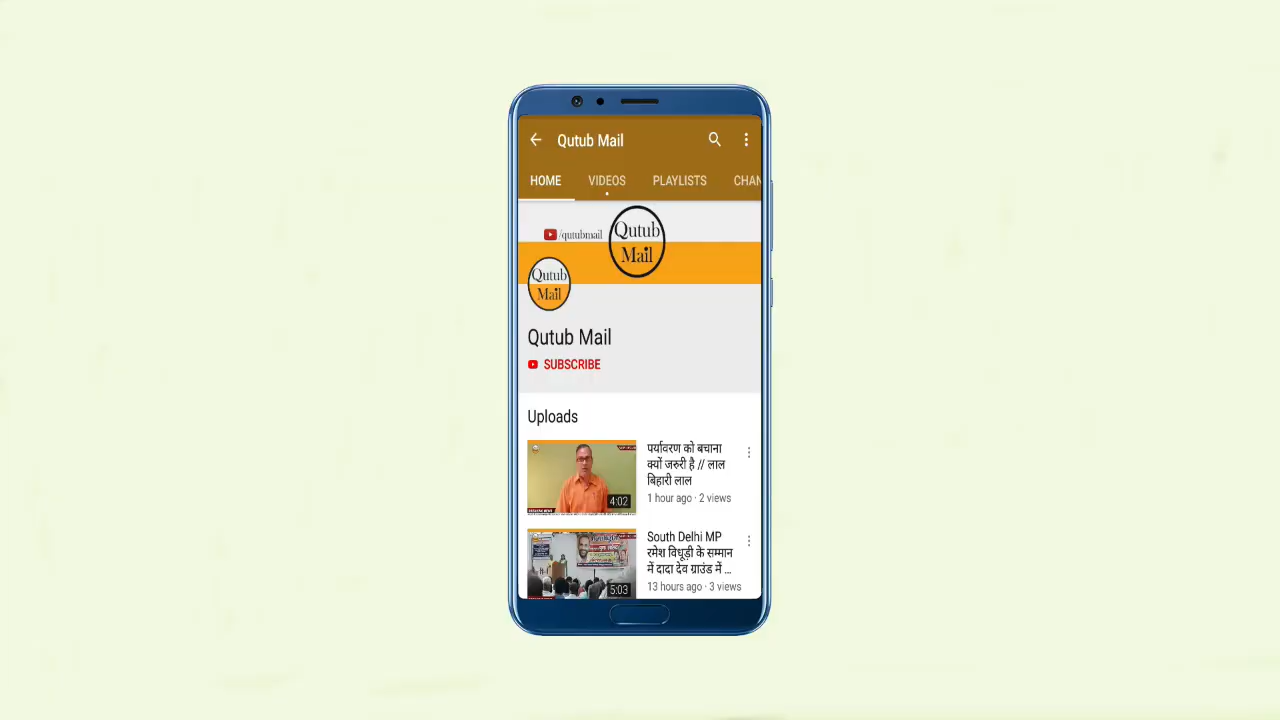 Qutub Mail
HOME VIDEOS PLAYLISTS CHAN
/qutubmail
Qutub
Mail
Qutub
Mail
Qutub Mail
SUBSCRIBE
Uploads
पर्यावरण को बचाना
क्यों जरुरी है // लाल
बिहारी लाल
1 hour ago · 2 views
4:02
South Delhi MP
रमेश विधूड़ी के सम्मान
में दादा देव ग्राउंड में ...
13 hours ago · 3 views
5:03